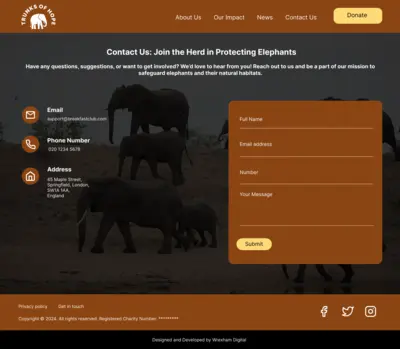 TRUNKS OF HOPE
About Us
Our Impact
News
Contact Us
Donate
Contact Us: Join the Herd in Protecting Elephants
Have any questions, suggestions, or want to get involved? We'd love to hear from you! Reach out to us and be a part of our mission to
safeguard elephants and their natural habitats.
Email
support@breakfastclub.com
Phone Number
020 1234 5678
Address
65 Maple Street,
Springfield, London,
SW1A 1AA,
England
Full Name
Email address
Number
Your Message
Submit
Privacy policy
Get in touch
Copyright © 2024. All rights reserved. Registered Charity Number: *********
Designed and Developed by Wrexham Digital